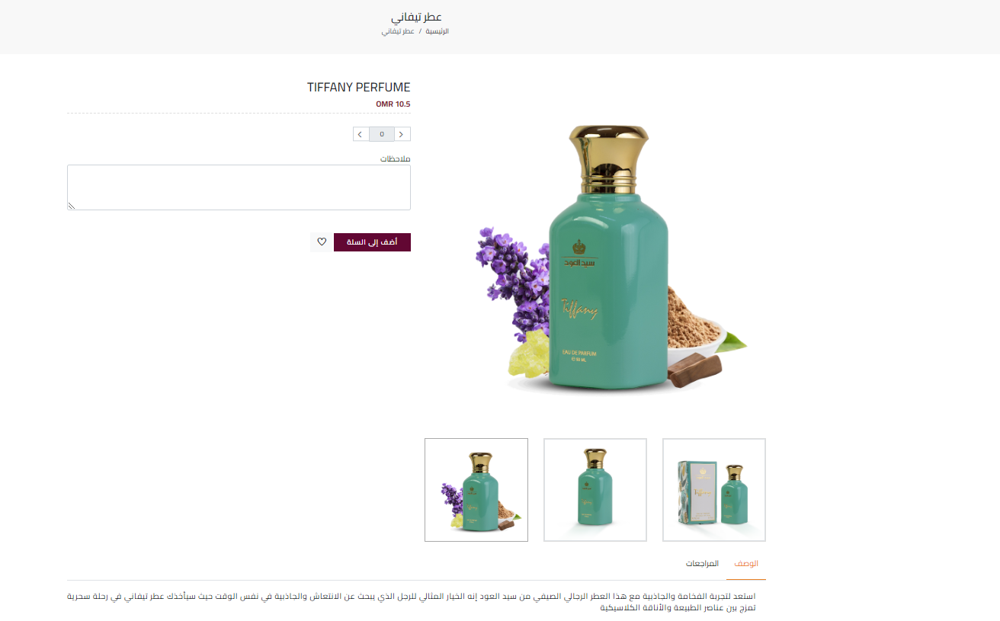 عطر تيفاني
الرئيسية / عطر تيفاني
TIFFANY PERFUME
OMR 10.5
0
ملاحظات
أضف إلى السلة
سيد العود
Tiffany
EAU DE PARFUM
50 ML
الوصف
المراجعات
استعد لتجربة الفخامة والجاذبية مع هذا العطر الرجالي الصيفي من سيد العود إنه الخيار المثالي للرجل الذي يبحث عن الانتعاش والجاذبية في نفس الوقت حيث سيأخذك عطر تيفاني في رحلة سحرية
تمزج بين عناصر الطبيعة والأناقة الكلاسيكية